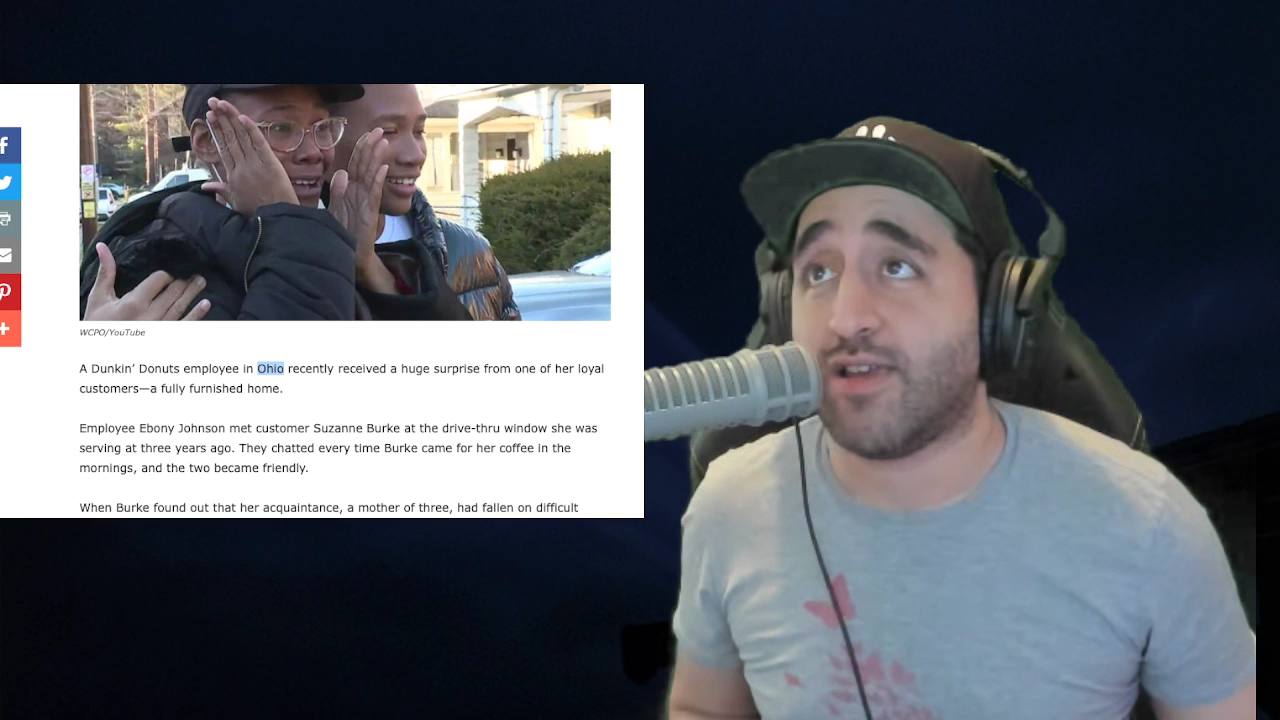 WCPO/YouTube
A Dunkin’ Donuts employee in Ohio recently received a huge surprise from one of her loyal
customers—a fully furnished home.
Employee Ebony Johnson met customer Suzanne Burke at the drive-thru window she was
serving at three years ago. They chatted every time Burke came for her coffee in the
mornings, and the two became friendly.
When Burke found out that her acquaintance, a mother of three, had fallen on difficult